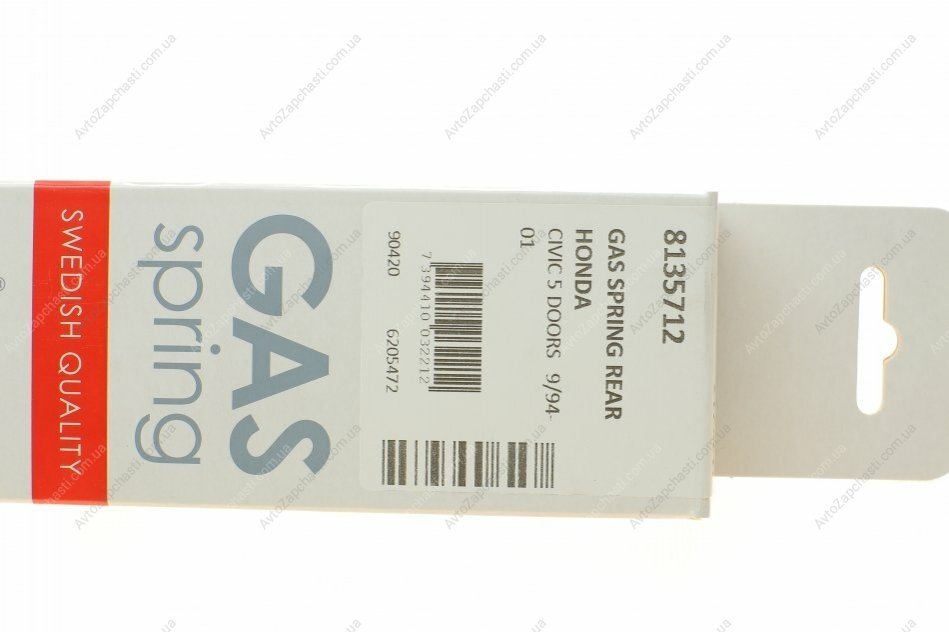 8135712
GAS SPRING REAR
HONDA
CIVIC 5 DOORS 9/94-
01
7 394410 032212
90420 6205472
GAS
spring
SWEDISH QUALITY
®
AvtoZapchasti.com.ua